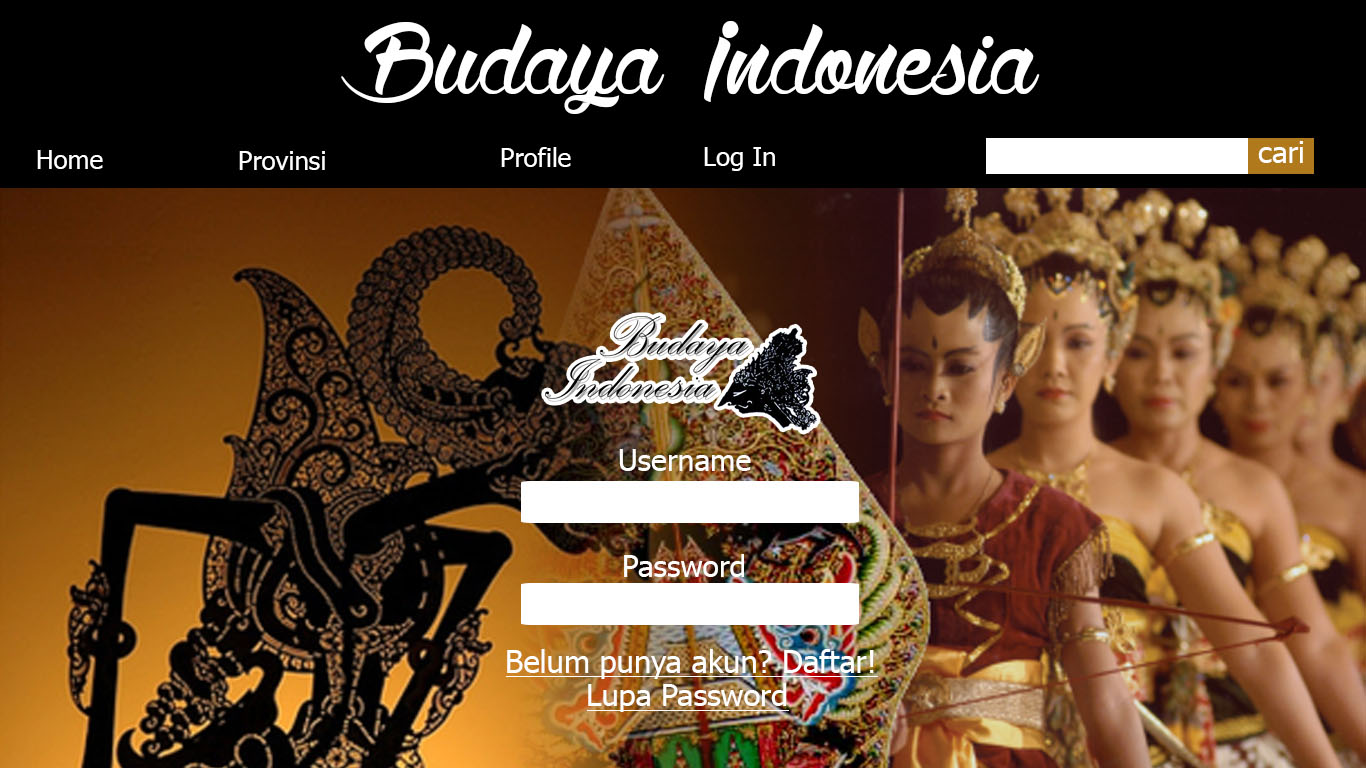 Budaya Indonesia
Home
Provinsi
Profile
Log In
cari
Budaya
Indonesia
Username
Password
Belum punya akun? Daftar!
Lupa Password